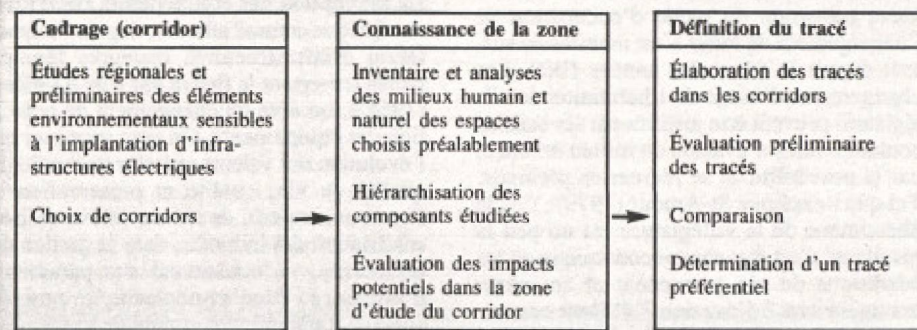 Cadrage (corridor)
Études régionales et
préliminaires des éléments
environnementaux sensibles
à l'implantation d'infra-
structures électriques
Choix de corridors
Connaissance de la zone
Inventaire et analyses
des milieux humain et
naturel des espaces
choisis préalablement
Hiérarchisation des
composants étudiées
Évaluation des impacts
potentiels dans la zone
d'étude du corridor
Définition du tracé
Élaboration des tracés
dans les corridors
Évaluation préliminaire
des tracés
Comparaison
Détermination d'un tracé
préférentiel